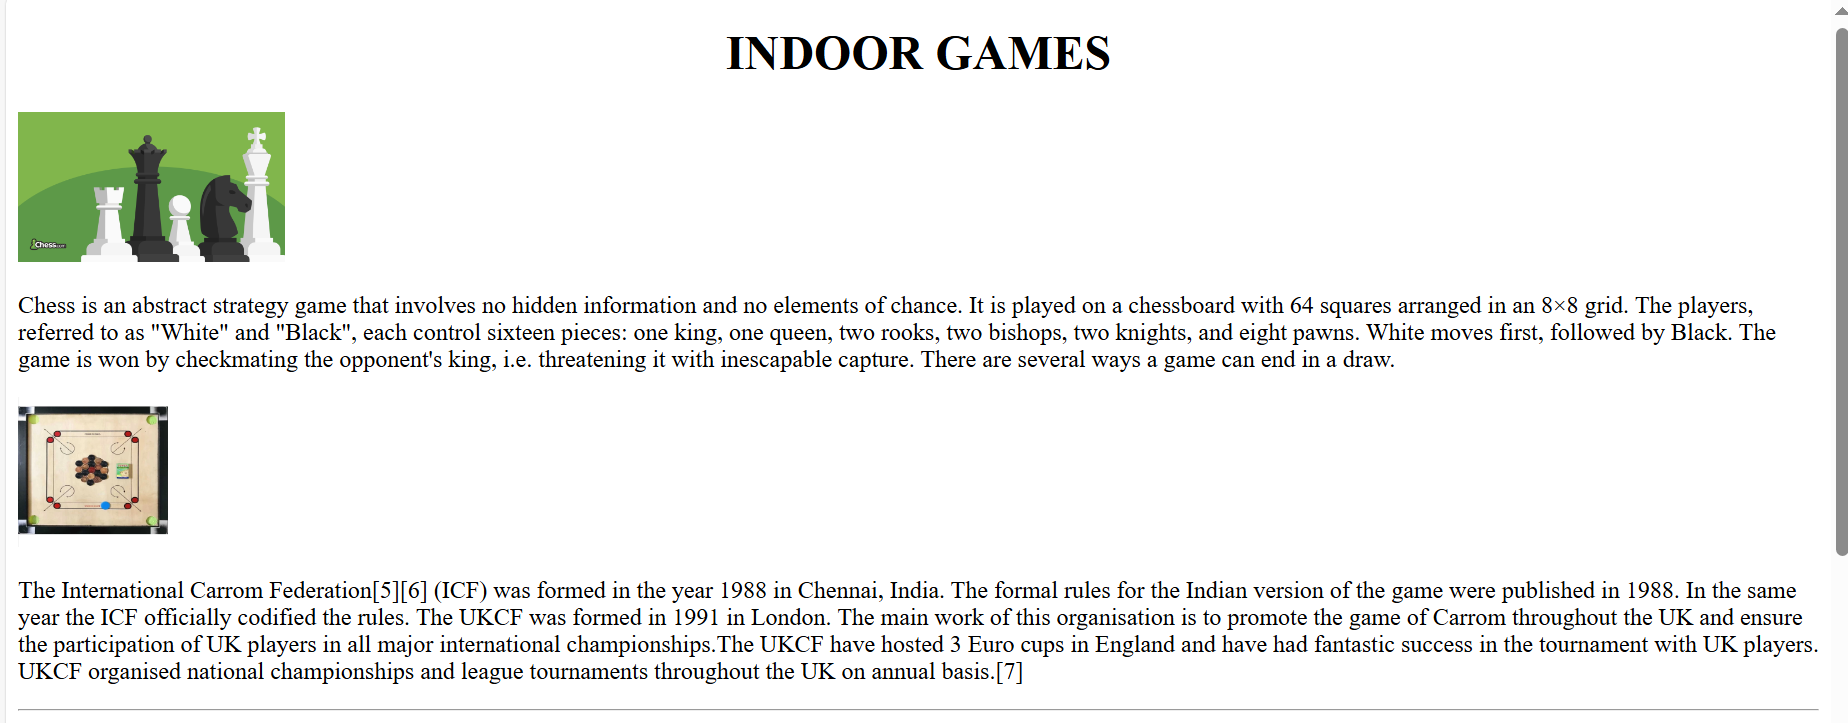 INDOOR GAMES
Chess
Chess is an abstract strategy game that involves no hidden information and no elements of chance. It is played on a chessboard with 64 squares arranged in an 8×8 grid. The players,
referred to as "White" and "Black", each control sixteen pieces: one king, one queen, two rooks, two bishops, two knights, and eight pawns. White moves first, followed by Black. The
game is won by checkmating the opponent's king, i.e. threatening it with inescapable capture. There are several ways a game can end in a draw.
The International Carrom Federation[5][6] (ICF) was formed in the year 1988 in Chennai, India. The formal rules for the Indian version of the game were published in 1988. In the same
year the ICF officially codified the rules. The UKCF was formed in 1991 in London. The main work of this organisation is to promote the game of Carrom throughout the UK and ensure
the participation of UK players in all major international championships.The UKCF have hosted 3 Euro cups in England and have had fantastic success in the tournament with UK players.
UKCF organised national championships and league tournaments throughout the UK on annual basis.[7]